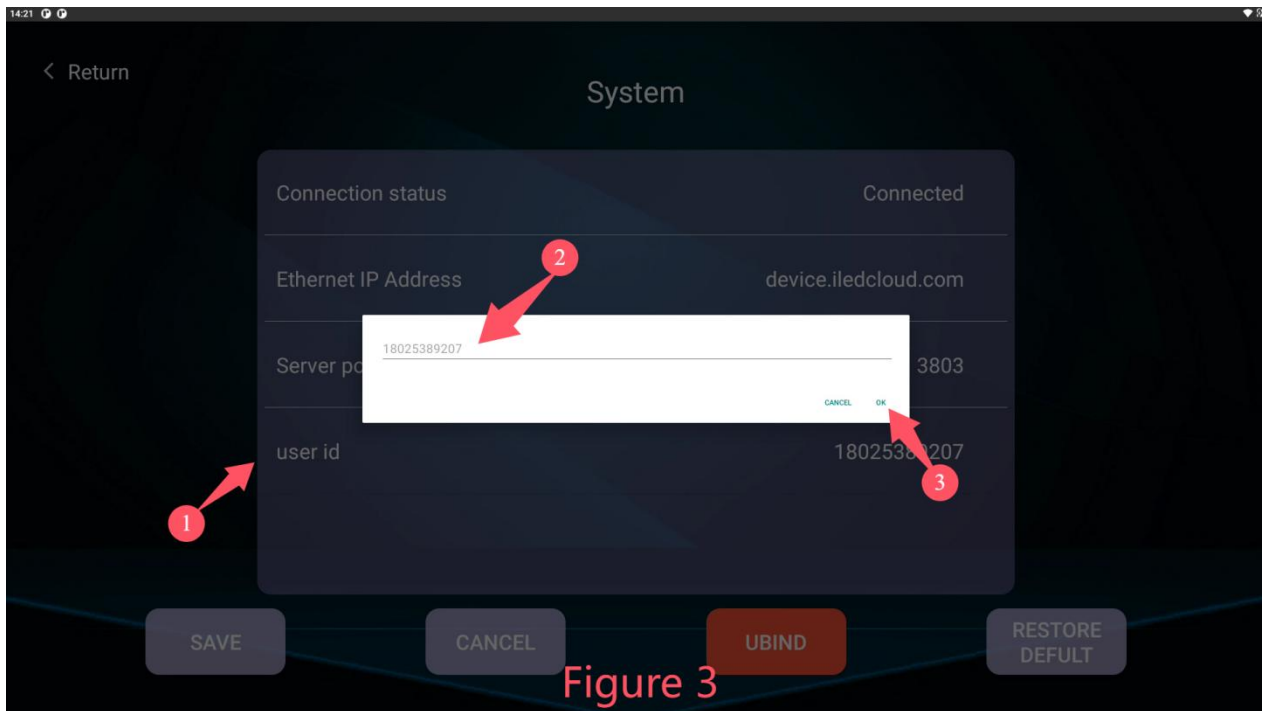 14:21
Return
System
Connection status Connected
2
Ethernet IP Address device.iledcloud.com
18025389207
Server po 3803
CANCEL OK
user id 18025389207
3
1
SAVE CANCEL UBIND RESTORE
DEFULT
Figure 3